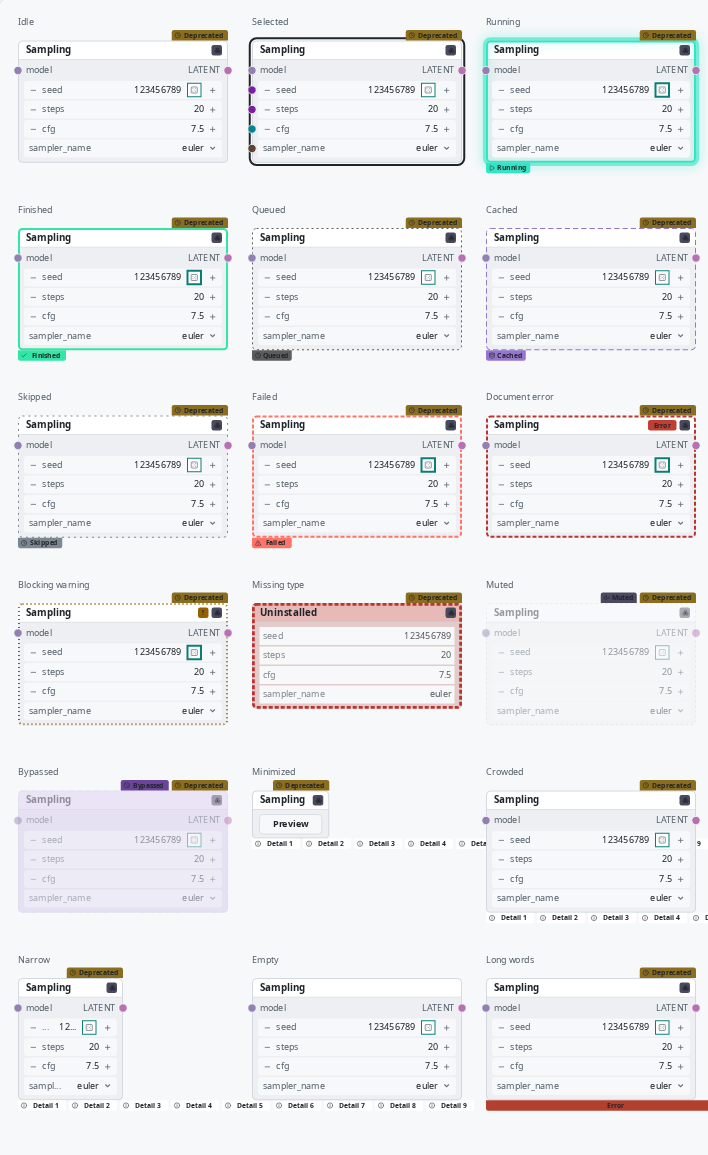 Idle
Deprecated
Sampling
model LATENT
− seed 123456789 +
− steps 20 +
− cfg 7.5 +
sampler_name euler
Selected
Deprecated
Sampling
model LATENT
− seed 123456789 +
− steps 20 +
− cfg 7.5 +
sampler_name euler
Running
Deprecated
Sampling
model LATENT
− seed 123456789 +
− steps 20 +
− cfg 7.5 +
sampler_name euler
Running
Finished
Deprecated
Sampling
model LATENT
− seed 123456789 +
− steps 20 +
− cfg 7.5 +
sampler_name euler
Finished
Queued
Deprecated
Sampling
model LATENT
− seed 123456789 +
− steps 20 +
− cfg 7.5 +
sampler_name euler
Queued
Cached
Deprecated
Sampling
model LATENT
− seed 123456789 +
− steps 20 +
− cfg 7.5 +
sampler_name euler
Cached
Skipped
Deprecated
Sampling
model LATENT
− seed 123456789 +
− steps 20 +
− cfg 7.5 +
sampler_name euler
Skipped
Failed
Deprecated
Sampling
model LATENT
− seed 123456789 +
− steps 20 +
− cfg 7.5 +
sampler_name euler
Failed
Document error
Deprecated
Sampling Error
model LATENT
− seed 123456789 +
− steps 20 +
− cfg 7.5 +
sampler_name euler
Blocking warning
Deprecated
Sampling !
model LATENT
− seed 123456789 +
− steps 20 +
− cfg 7.5 +
sampler_name euler
Missing type
Deprecated
Uninstalled
seed 123456789
steps 20
cfg 7.5
sampler_name euler
Muted
Muted Deprecated
Sampling
model LATENT
− seed 123456789 +
− steps 20 +
− cfg 7.5 +
sampler_name euler
Bypassed
Bypassed Deprecated
Sampling
model LATENT
− seed 123456789 +
− steps 20 +
− cfg 7.5 +
sampler_name euler
Minimized
Deprecated
Sampling
Preview
Detail 1 Detail 2 Detail 3 Detail 4 Deta
9
Crowded
Deprecated
Sampling
model LATENT
− seed 123456789 +
− steps 20 +
− cfg 7.5 +
sampler_name euler
Detail 1 Detail 2 Detail 3 Detail 4
Narrow
Deprecated
Sampling
model LATENT
− ... 12... +
− steps 20 +
− cfg 7.5 +
sampl... euler
Detail 1 Detail 2 Detail 3 Detail 4 Detail 5 Detail 6 Detail 7 Detail 8 Detail 9
Empty
Sampling
model LATENT
− seed 123456789 +
− steps 20 +
− cfg 7.5 +
sampler_name euler
Long words
Deprecated
Sampling
model LATENT
− seed 123456789 +
− steps 20 +
− cfg 7.5 +
sampler_name euler
Error